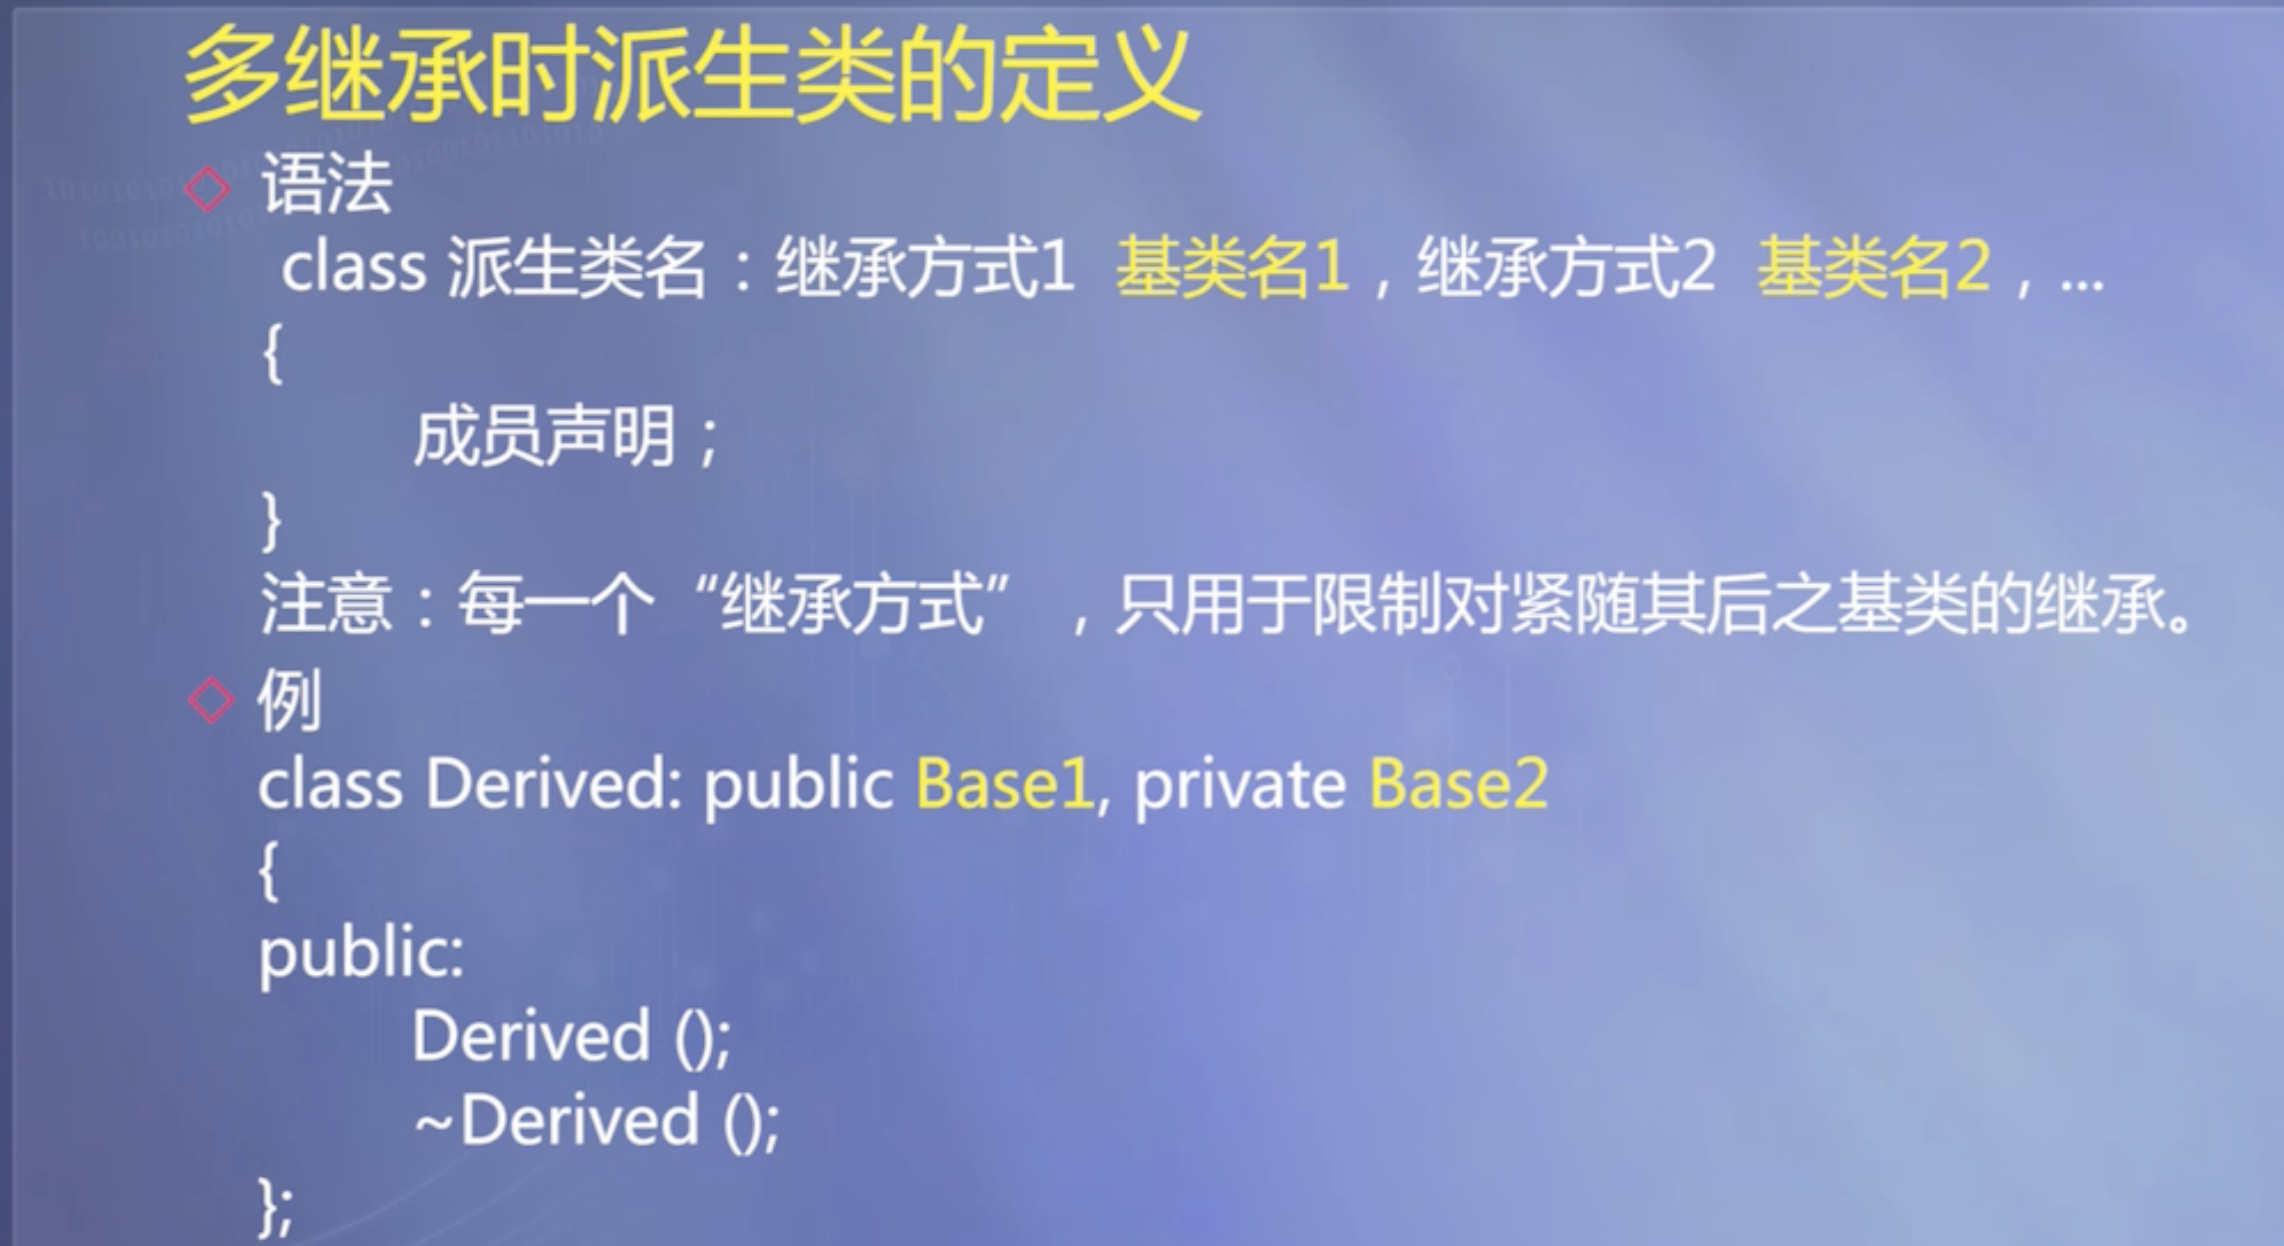 多继承时派生类的定义
语法
class 派生类名：继承方式1 基类名1，继承方式2 基类名2，...
{
成员声明；
}
注意：每一个“继承方式”，只用于限制对紧随其后之基类的继承。
例
class Derived: public Base1, private Base2
{
public:
Derived ();
~Derived ();
};